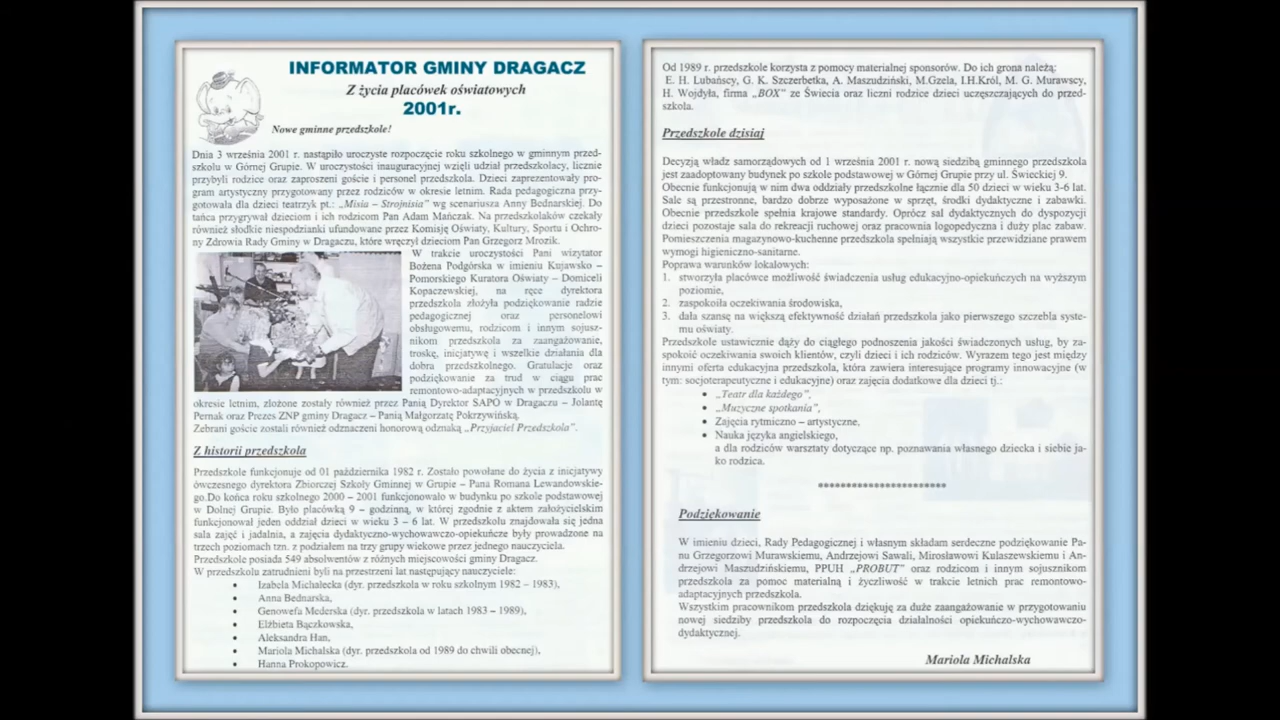 INFORMATOR GMINY DRAGACZ
Z życia placówek oświatowych
2001r.
Nowe gminne przedszkole!
Dnia 3 września 2001 r. nastąpiło uroczyste rozpoczęcie roku szkolnego w gminnym przed-
szkolu w Górnej Grupie. W uroczystości inauguracyjnej wzięli udział przedszkolacy, licznie
przybyli rodzice oraz zaproszeni goście i personel przedszkola. Dzieci zaprezentowały pro-
gram artystyczny przygotowany przez rodziców w okresie letnim. Rada pedagogiczna przy-
gotowała dla dzieci teatrzyk pt.: „Misia – Strojnisia” wg scenariusza Anny Bednarskiej. Do
tańca przygrywał dzieciom i ich rodzicom Pan Adam Mańczak. Na przedszkolaków czekały
również słodkie niespodzianki ufundowane przez Komisję Oświaty, Kultury, Sportu i Ochro-
ny Zdrowia Rady Gminy w Dragaczu, które wręczył dzieciom Pan Grzegorz Mrozik.
W trakcie uroczystości Pani wizytator
Bożena Podgórska w imieniu Kujawsko –
Pomorskiego Kuratora Oświaty – Domiceli
Kopaczewskiej, na ręce dyrektora
przedszkola złożyła podziękowanie radzie
pedagogicznej oraz personelowi
obsługowemu, rodzicom i innym sojusz-
nikom przedszkola za zaangażowanie,
troskę, inicjatywę i wszelkie działania dla
dobra przedszkolnego. Gratulacje oraz
podziękowanie za trud w ciągu prac
remontowo-adaptacyjnych w przedszkolu w
okresie letnim, złożone zostały również przez Panią Dyrektor SAPO w Dragaczu – Jolantę
Pernak oraz Prezes ZNP gminy Dragacz – Panią Małgorzatę Pokrzywińską.
Zebrani goście zostali również odznaczeni honorową odznaką „Przyjaciel Przedszkola”.
Z historii przedszkola
Przedszkole funkcjonuje od 01 października 1982 r. Zostało powołane do życia z inicjatywy
ówczesnego dyrektora Zbiorczej Szkoły Gminnej w Grupie – Pana Romana Lewandowskie-
go.Do końca roku szkolnego 2000 – 2001 funkcjonowało w budynku po szkole podstawowej
w Dolnej Grupie. Było placówką 9 – godzinną, w której zgodnie z aktem założycielskim
funkcjonował jeden oddział dzieci w wieku 3 – 6 lat. W przedszkolu znajdowała się jedna
sala zajęć i jadalnia, a zajęcia dydaktyczno-wychowawczo-opiekuńcze były prowadzone na
trzech poziomach tzn. z podziałem na trzy grupy wiekowe przez jednego nauczyciela.
Przedszkole posiada 549 absolwentów z różnych miejscowości gminy Dragacz.
W przedszkolu zatrudnieni byli na przestrzeni lat następujący nauczyciele:
• Izabela Michalecka (dyr. przedszkola w roku szkolnym 1982 – 1983),
• Anna Bednarska,
• Genowefa Mederska (dyr. przedszkola w latach 1983 – 1989),
• Elżbieta Bączkowska,
• Aleksandra Han,
• Mariola Michalska (dyr. przedszkola od 1989 do chwili obecnej),
• Hanna Prokopowicz.
Od 1989 r. przedszkole korzysta z pomocy materialnej sponsorów. Do ich grona należą:
E. H. Lubańscy, G. K. Szczerbetka, A. Maszudziński, M.Gzela, I.H.Król, M. G. Murawscy,
H. Wojdyła, firma „BOX” ze Świecia oraz liczni rodzice dzieci uczęszczających do przed-
szkola.
Przedszkole dzisiaj
Decyzją władz samorządowych od 1 września 2001 r. nową siedzibą gminnego przedszkola
jest zaadoptowany budynek po szkole podstawowej w Górnej Grupie przy ul. Świeckiej 9.
Obecnie funkcjonują w nim dwa oddziały przedszkolne łącznie dla 50 dzieci w wieku 3-6 lat.
Sale są przestronne, bardzo dobrze wyposażone w sprzęt, środki dydaktyczne i zabawki.
Obecnie przedszkole spełnia krajowe standardy. Oprócz sal dydaktycznych do dyspozycji
dzieci pozostaje sala do rekreacji ruchowej oraz pracownia logopedyczna i duży plac zabaw.
Pomieszczenia magazynowo-kuchenne przedszkola spełniają wszystkie przewidziane prawem
wymogi higieniczno-sanitarne.
Poprawa warunków lokalowych:
1. stworzyła placówce możliwość świadczenia usług edukacyjno-opiekuńczych na wyższym
poziomie,
2. zaspokoiła oczekiwania środowiska,
3. dała szansę na większą efektywność działań przedszkola jako pierwszego szczebla syste-
mu oświaty.
Przedszkole ustawicznie dąży do ciągłego podnoszenia jakości świadczonych usług, by za-
spokoić oczekiwania swoich klientów, czyli dzieci i ich rodziców. Wyrazem tego jest między
innymi oferta edukacyjna przedszkola, która zawiera interesujące programy innowacyjne (w
tym: socjoterapeutyczne i edukacyjne) oraz zajęcia dodatkowe dla dzieci tj.:
• „Teatr dla każdego”,
• „Muzyczne spotkania”,
• Zajęcia rytmiczno – artystyczne,
• Nauka języka angielskiego,
a dla rodziców warsztaty dotyczące np. poznawania własnego dziecka i siebie ja-
ko rodzica.
***********************
Podziękowanie
W imieniu dzieci, Rady Pedagogicznej i własnym składam serdeczne podziękowanie Pa-
nu Grzegorzowi Murawskiemu, Andrzejowi Sawali, Mirosławowi Kulaszewskiemu i An-
drzejowi Maszudzińskiemu, PPUH „PROBUT” oraz rodzicom i innym sojusznikom
przedszkola za pomoc materialną i życzliwość w trakcie letnich prac remontowo-
adaptacyjnych przedszkola.
Wszystkim pracownikom przedszkola dziękuję za duże zaangażowanie w przygotowaniu
nowej siedziby przedszkola do rozpoczęcia działalności opiekuńczo-wychowawczo-
dydaktycznej.
Mariola Michalska